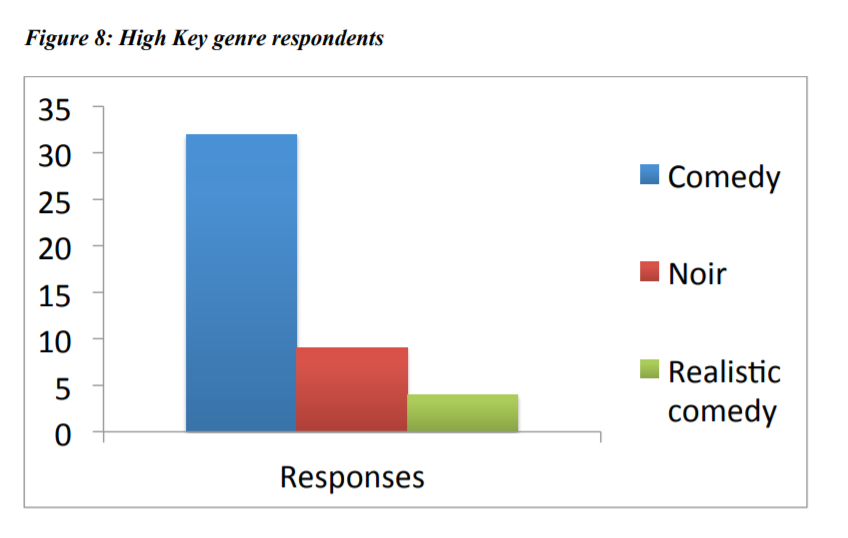 Figure 8: High Key genre respondents
35
30
25
20
15
10
5
0
Responses
Comedy
Noir
Realistic
comedy